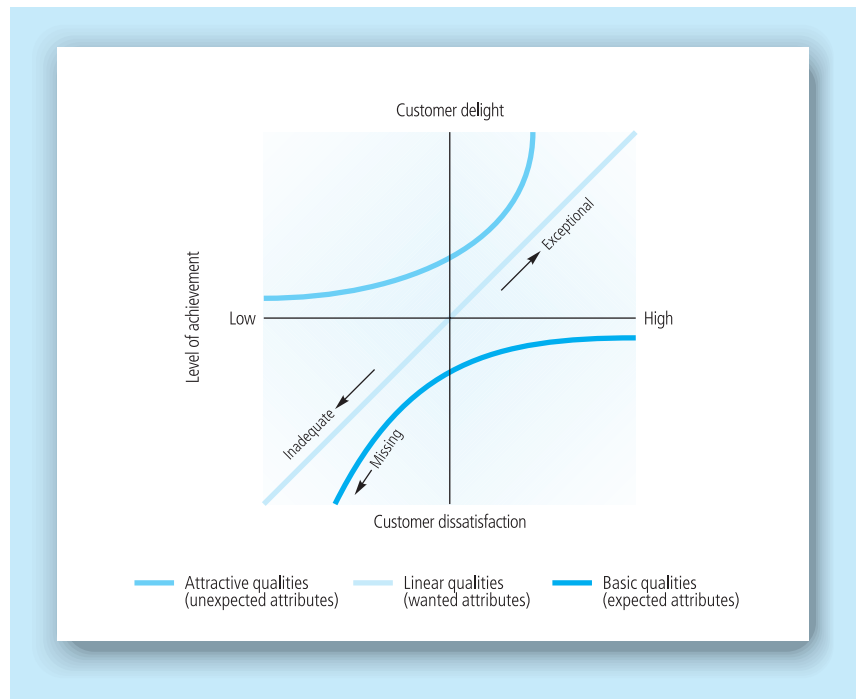 Customer delight
Exceptional
Level of achievement
Low
High
Inadequate
Missing
Customer dissatisfaction
Attractive qualities
(unexpected attributes)
Linear qualities
(wanted attributes)
Basic qualities
(expected attributes)